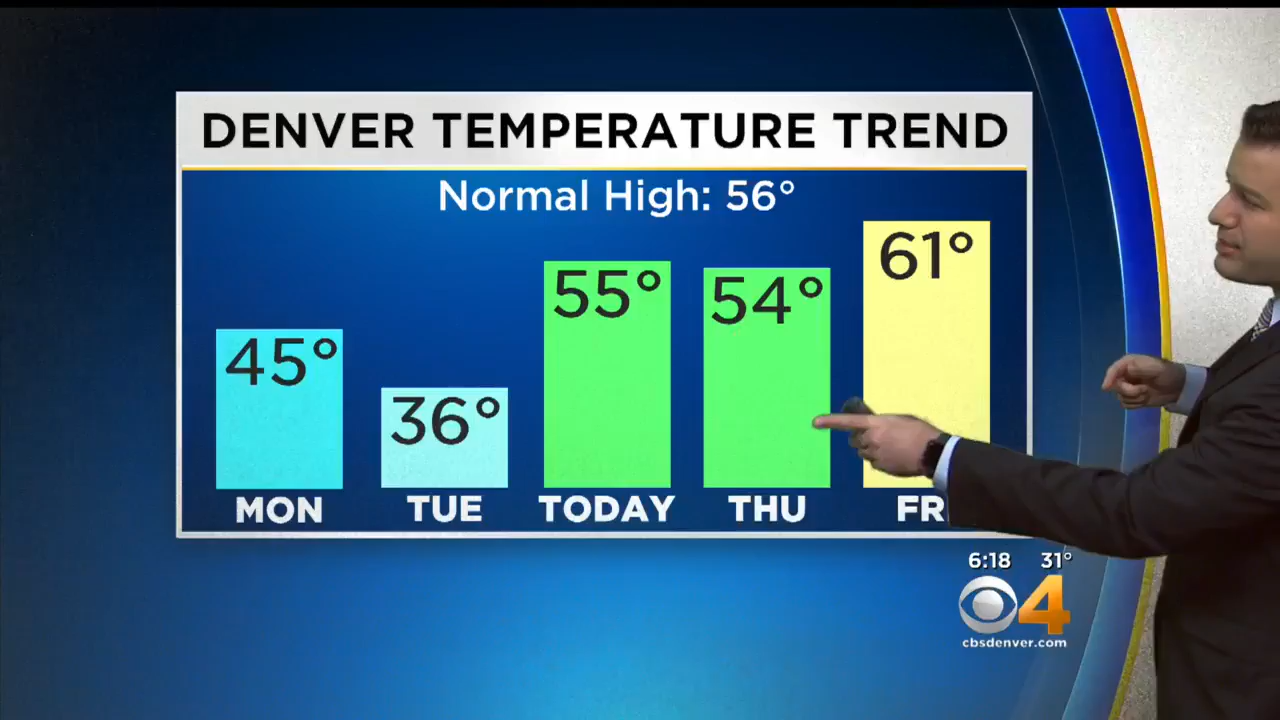 DENVER TEMPERATURE TREND
Normal High: 56°
45° 36° 55° 54° 61°
MON TUE TODAY THU FR
6:18 31°
4
cbsdenver.com